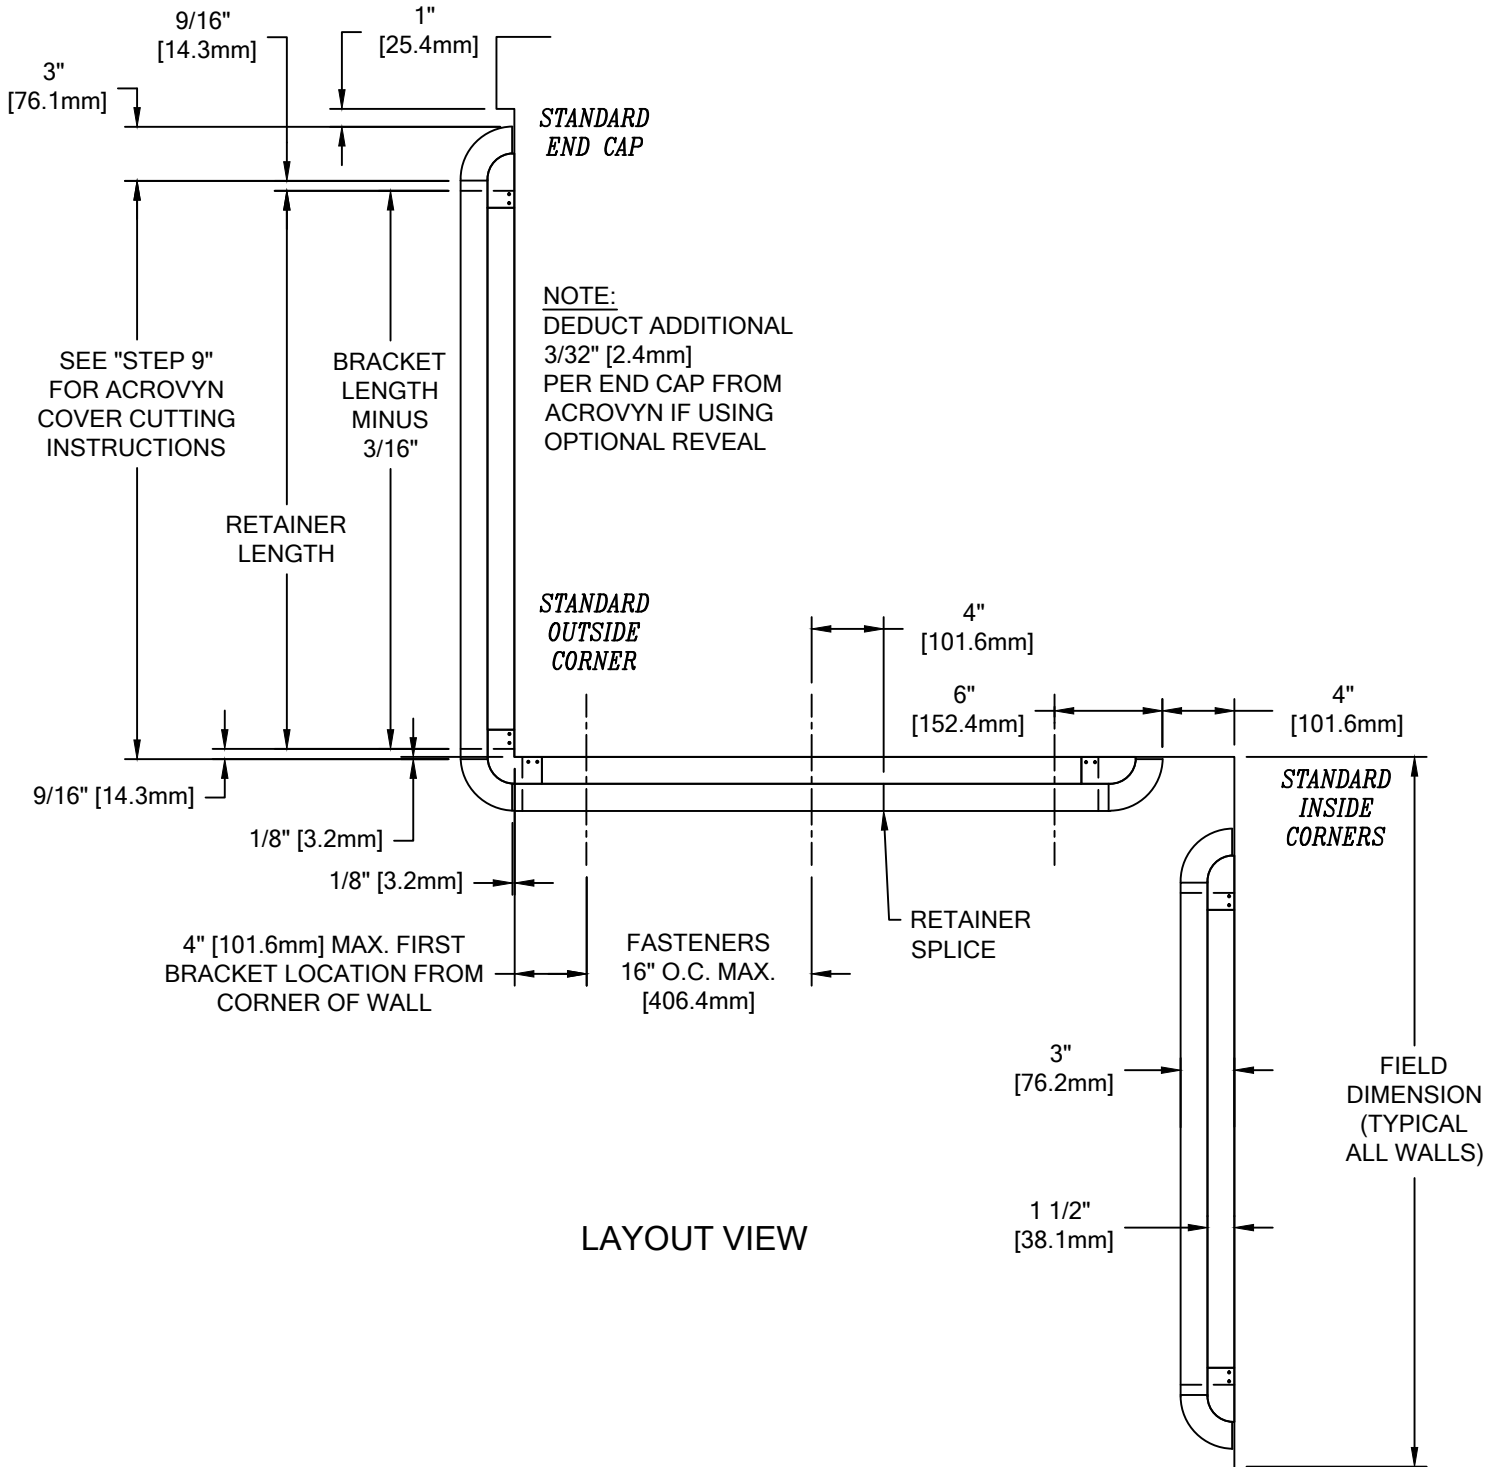 9/16"
[14.3mm]
1"
[25.4mm]
3"
[76.1mm]
STANDARD
END CAP
NOTE:
DEDUCT ADDITIONAL
3/32" [2.4mm]
PER END CAP FROM
ACROVYN IF USING
OPTIONAL REVEAL
SEE "STEP 9"
FOR ACROVYN
COVER CUTTING
INSTRUCTIONS
BRACKET
LENGTH
MINUS
3/16"
RETAINER
LENGTH
STANDARD
OUTSIDE
CORNER
4"
[101.6mm]
6"
[152.4mm]
4"
[101.6mm]
9/16" [14.3mm]
1/8" [3.2mm]
1/8" [3.2mm]
STANDARD
INSIDE
CORNERS
4" [101.6mm] MAX. FIRST
BRACKET LOCATION FROM
CORNER OF WALL
FASTENERS
16" O.C. MAX.
[406.4mm]
RETAINER
SPLICE
3"
[76.2mm]
FIELD
DIMENSION
(TYPICAL
ALL WALLS)
1 1/2"
[38.1mm]
LAYOUT VIEW